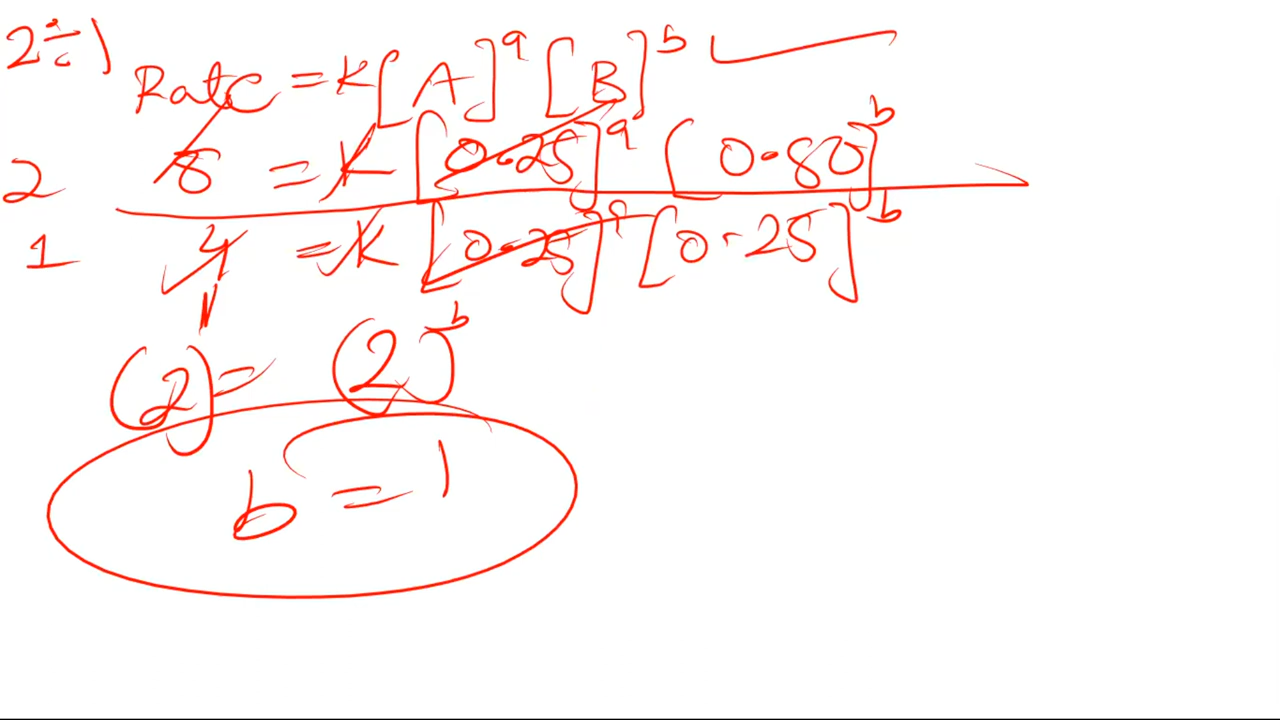 2 ÷ 1)
Rate = K [A]^a [B]^b
2 8 = K [0.25]^a [0.80]^b
1 4 = K [0.25]^a [0.25]^b
(2) = (2)^b
b = 1